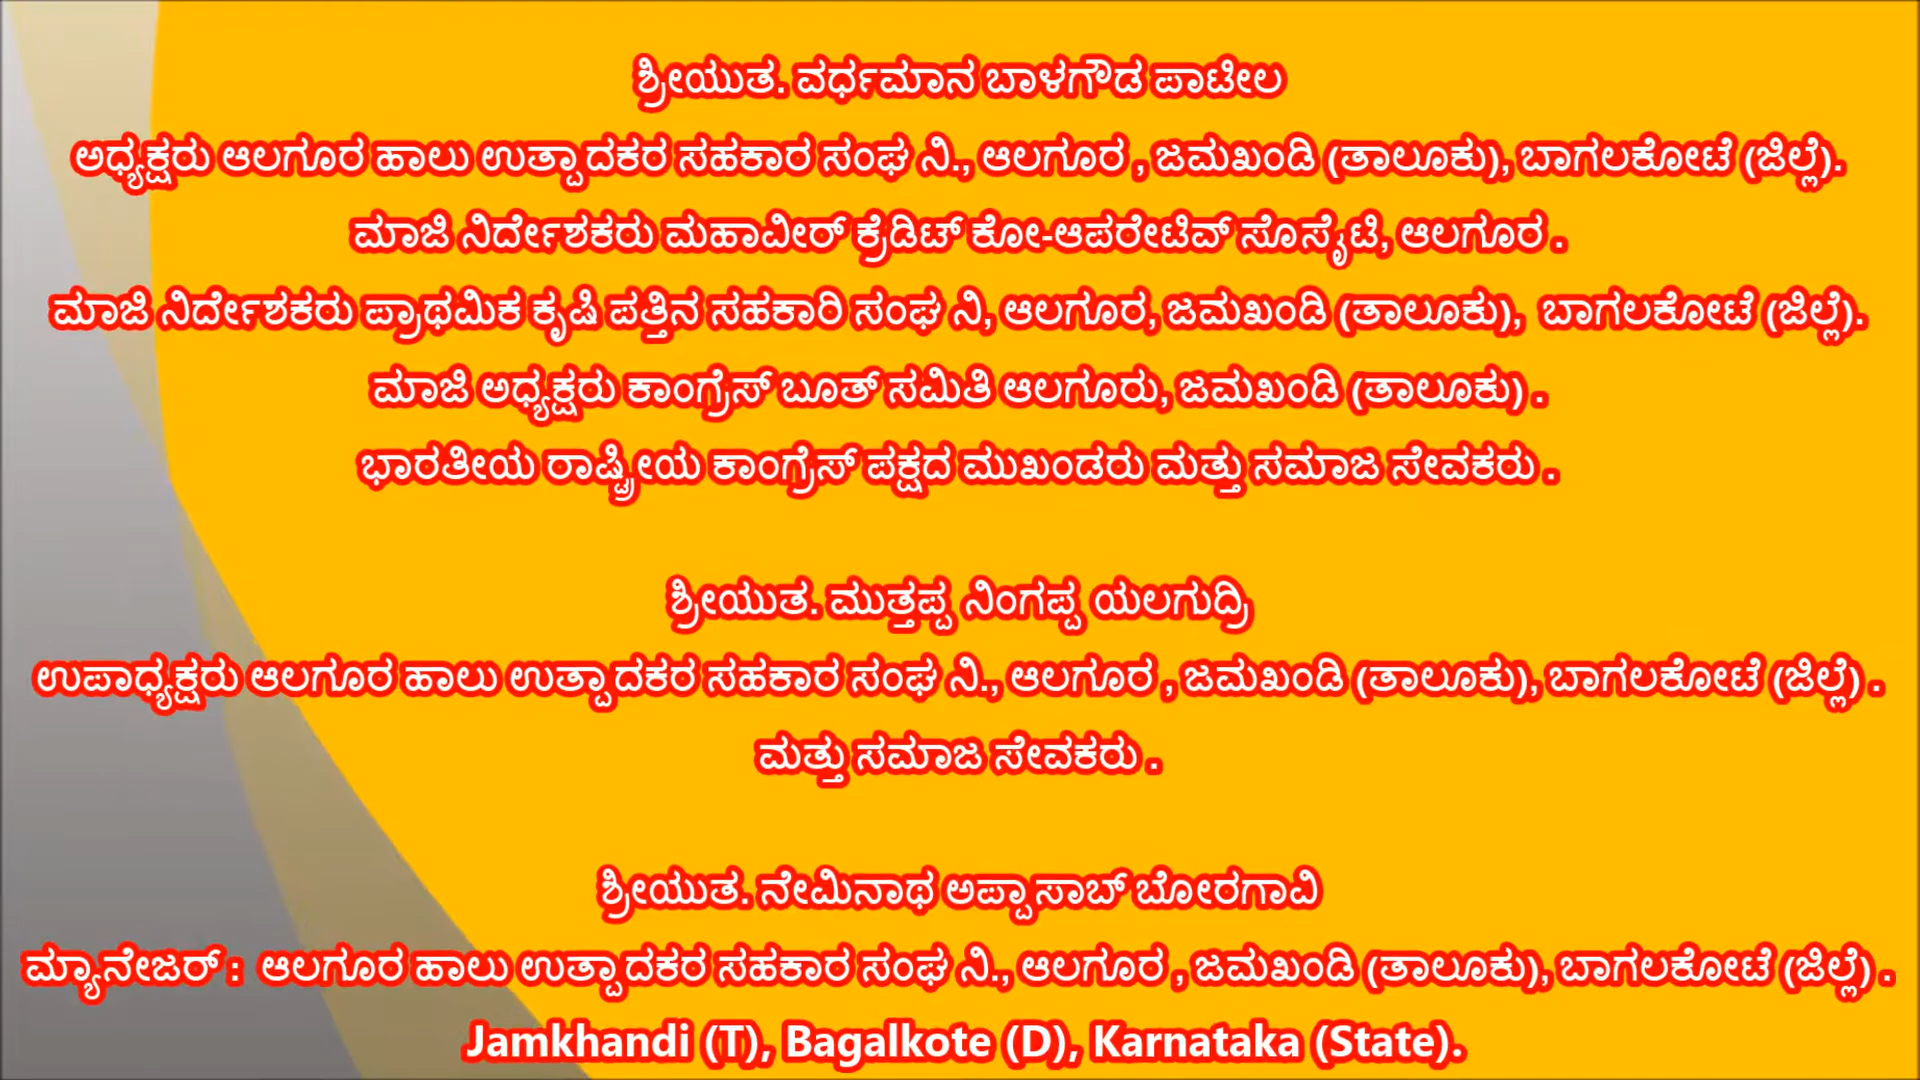 ಶ್ರೀಯುತ. ವರ್ಧಮಾನ ಬಾಳಗೌಡ ಪಾಟೀಲ
ಅಧ್ಯಕ್ಷರು ಆಲಗೂರ ಹಾಲು ಉತ್ಪಾದಕರ ಸಹಕಾರ ಸಂಘ ನಿ., ಆಲಗೂರ , ಜಮಖಂಡಿ (ತಾಲೂಕು), ಬಾಗಲಕೋಟೆ (ಜಿಲ್ಲೆ).
ಮಾಜಿ ನಿರ್ದೇಶಕರು ಮಹಾವೀರ್ ಕ್ರೆಡಿಟ್ ಕೋ-ಆಪರೇಟಿವ್ ಸೊಸೈಟಿ, ಆಲಗೂರ .
ಮಾಜಿ ನಿರ್ದೇಶಕರು ಪ್ರಾಥಮಿಕ ಕೃಷಿ ಪತ್ತಿನ ಸಹಕಾರಿ ಸಂಘ ನಿ, ಆಲಗೂರ, ಜಮಖಂಡಿ (ತಾಲೂಕು), ಬಾಗಲಕೋಟೆ (ಜಿಲ್ಲೆ).
ಮಾಜಿ ಅಧ್ಯಕ್ಷರು ಕಾಂಗ್ರೆಸ್ ಬೂತ್ ಸಮಿತಿ ಆಲಗೂರು, ಜಮಖಂಡಿ (ತಾಲೂಕು) .
ಭಾರತೀಯ ರಾಷ್ಟ್ರೀಯ ಕಾಂಗ್ರೆಸ್ ಪಕ್ಷದ ಮುಖಂಡರು ಮತ್ತು ಸಮಾಜ ಸೇವಕರು .
ಶ್ರೀಯುತ. ಮುತ್ತಪ್ಪ ನಿಂಗಪ್ಪ ಯಲಗುದ್ರಿ
ಉಪಾಧ್ಯಕ್ಷರು ಆಲಗೂರ ಹಾಲು ಉತ್ಪಾದಕರ ಸಹಕಾರ ಸಂಘ ನಿ., ಆಲಗೂರ , ಜಮಖಂಡಿ (ತಾಲೂಕು), ಬಾಗಲಕೋಟೆ (ಜಿಲ್ಲೆ) .
ಮತ್ತು ಸಮಾಜ ಸೇವಕರು .
ಶ್ರೀಯುತ. ನೇಮಿನಾಥ ಅಪ್ಪಾಸಾಬ್ ಬೋರಗಾವಿ
ಮ್ಯಾನೇಜರ್ : ಆಲಗೂರ ಹಾಲು ಉತ್ಪಾದಕರ ಸಹಕಾರ ಸಂಘ ನಿ., ಆಲಗೂರ , ಜಮಖಂಡಿ (ತಾಲೂಕು), ಬಾಗಲಕೋಟೆ (ಜಿಲ್ಲೆ) .
Jamkhandi (T), Bagalkote (D), Karnataka (State).